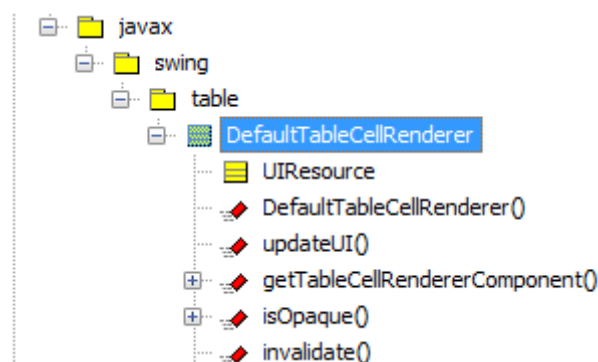 javax
swing
table
DefaultTableCellRenderer
UIResource
DefaultTableCellRenderer()
updateUI()
getTableCellRendererComponent()
isOpaque()
invalidate()